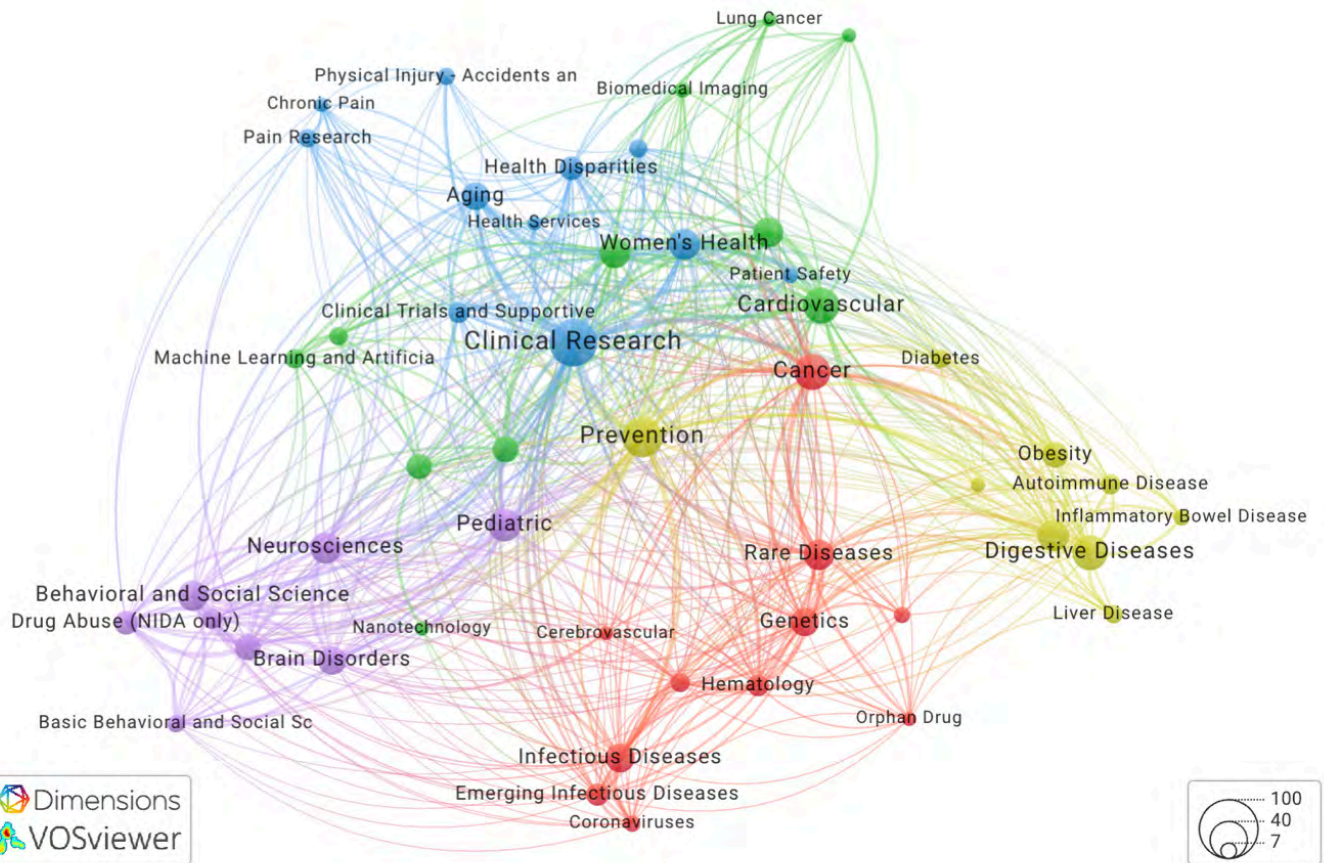 Lung Cancer
Physical Injury - Accidents an
Biomedical Imaging
Chronic Pain
Pain Research
Health Disparities
Aging
Health Services
Women's Health
Patient Safety
Cardiovascular
Clinical Trials and Supportive
Clinical Research
Machine Learning and Artificia
Diabetes
Cancer
Prevention
Obesity
Autoimmune Disease
Inflammatory Bowel Disease
Pediatric
Neurosciences
Rare Diseases
Digestive Diseases
Behavioral and Social Science
Drug Abuse (NIDA only)
Nanotechnology
Cerebrovascular
Genetics
Liver Disease
Brain Disorders
Hematology
Basic Behavioral and Social Sc
Orphan Drug
Infectious Diseases
Emerging Infectious Diseases
Coronaviruses
Dimensions
VOSviewer
100
40
7